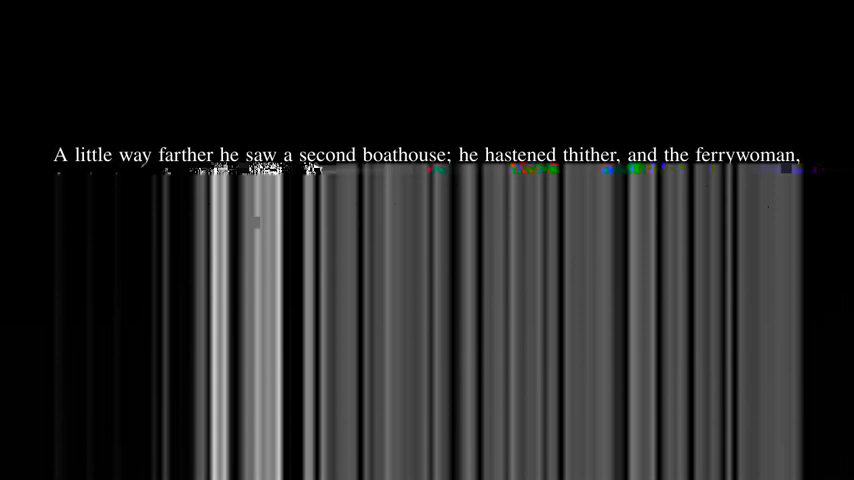 A little way farther he saw a second boathouse; he hastened thither, and the ferrywoman,